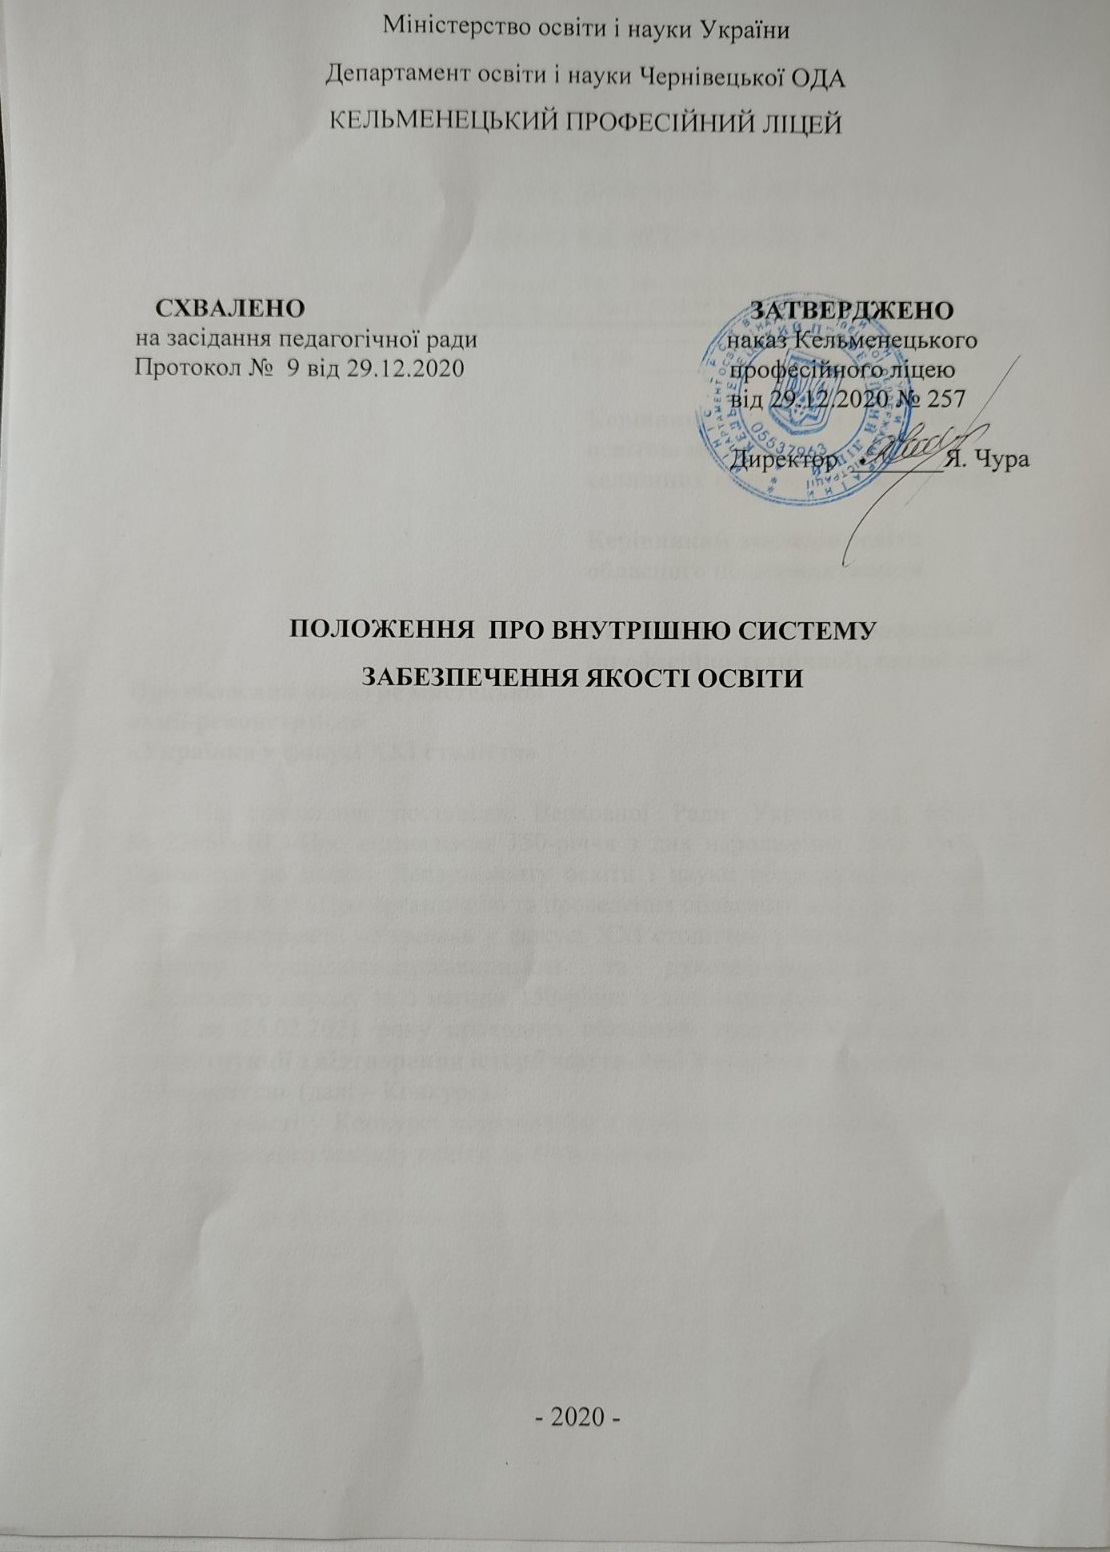 Міністерство освіти і науки України
Департамент освіти і науки Чернівецької ОДА
КЕЛЬМЕНЕЦЬКИЙ ПРОФЕСІЙНИЙ ЛІЦЕЙ
СХВАЛЕНО
на засідання педагогічної ради
Протокол № 9 від 29.12.2020
ЗАТВЕРДЖЕНО
наказ Кельменецького
професійного ліцею
від 29.12.2020 № 257
Директор ________Я. Чура
05537963
ПОЛОЖЕННЯ ПРО ВНУТРІШНЮ СИСТЕМУ
ЗАБЕЗПЕЧЕННЯ ЯКОСТІ ОСВІТИ
- 2020 -